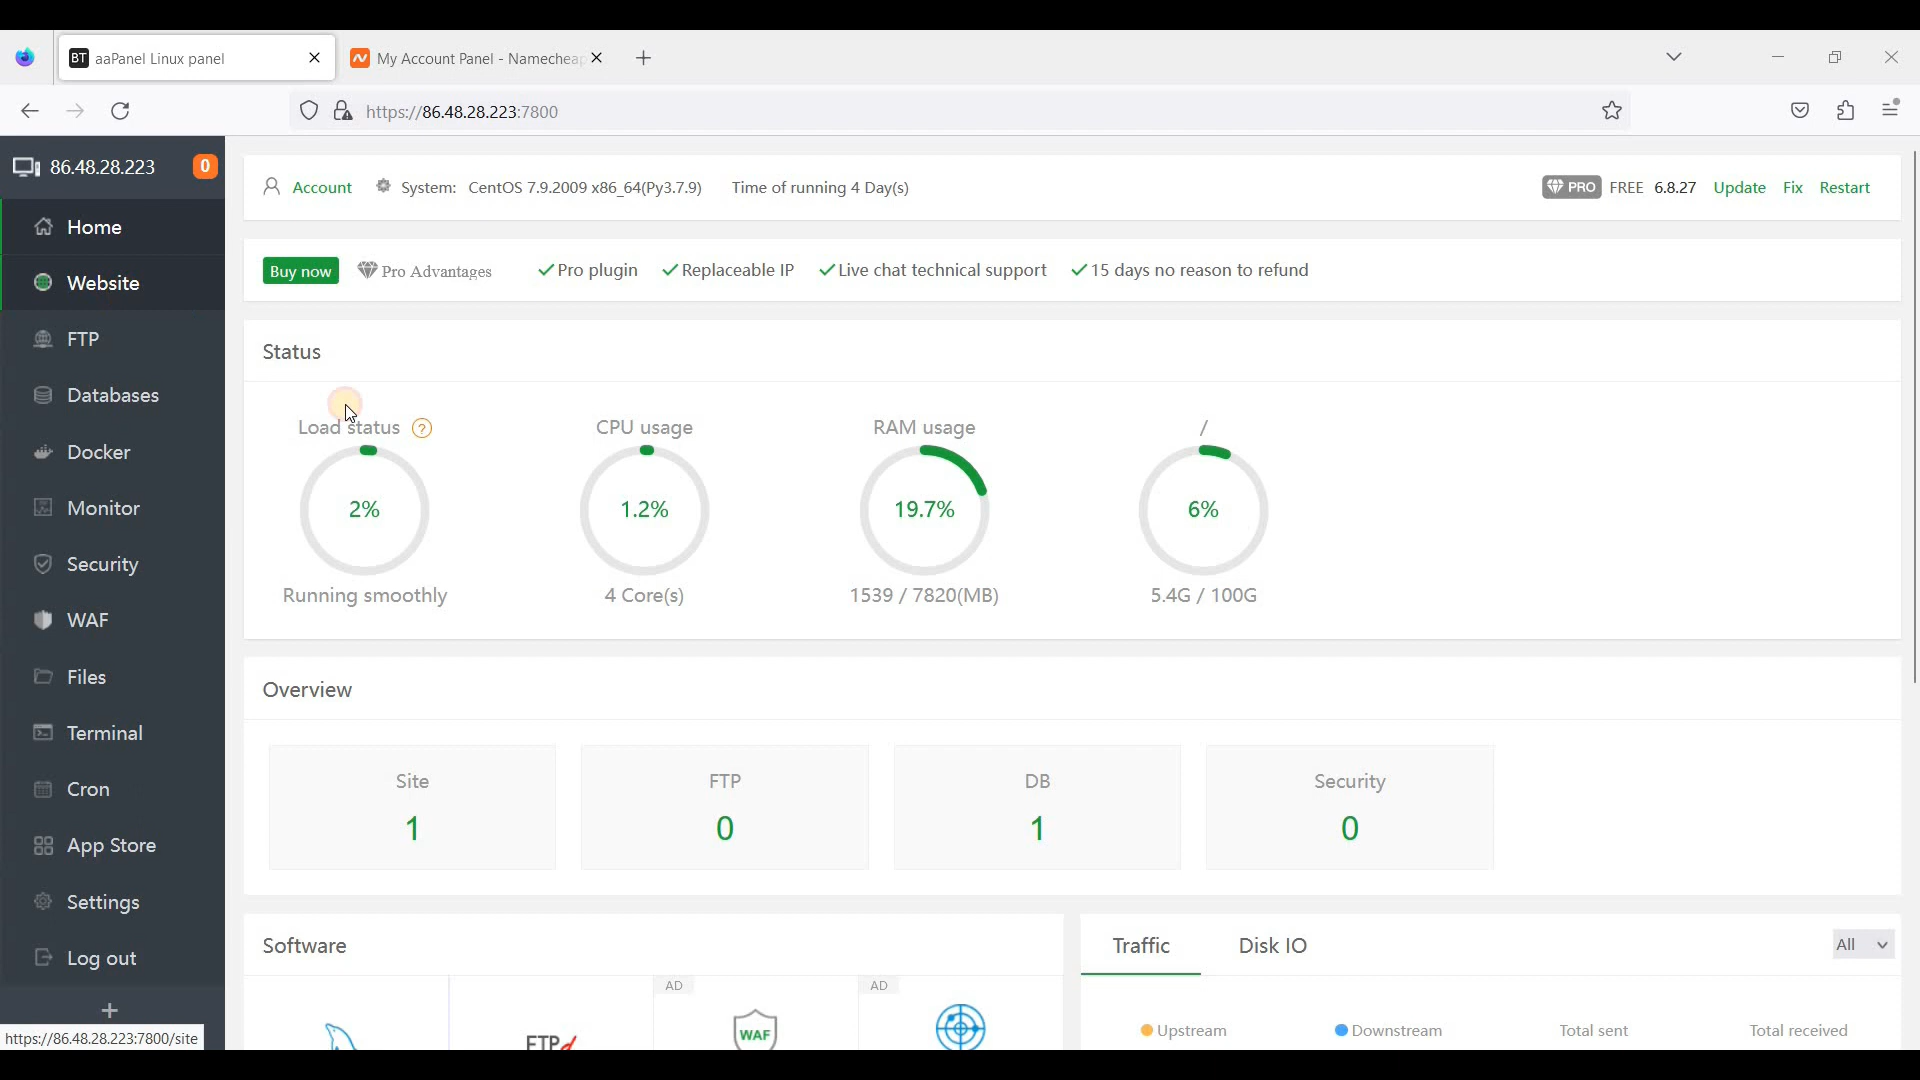 BT aaPanel Linux panel
My Account Panel - Namecheap
https://86.48.28.223:7800
86.48.28.223 0
Account System: CentOS 7.9.2009 x86_64(Py3.7.9) Time of running 4 Day(s) PRO FREE 6.8.27 Update Fix Restart
Home
Website
FTP
Databases
Docker
Monitor
Security
WAF
Files
Terminal
Cron
App Store
Settings
Log out
+
https://86.48.28.223:7800/site
Buy now Pro Advantages Pro plugin Replaceable IP Live chat technical support 15 days no reason to refund
Status
Load status ? CPU usage RAM usage /
2% 1.2% 19.7% 6%
Running smoothly 4 Core(s) 1539 / 7820(MB) 5.4G / 100G
Overview
Site FTP DB Security
1 0 1 0
Software
Traffic Disk IO All
AD AD
FTPd WAF
Upstream Downstream Total sent Total received